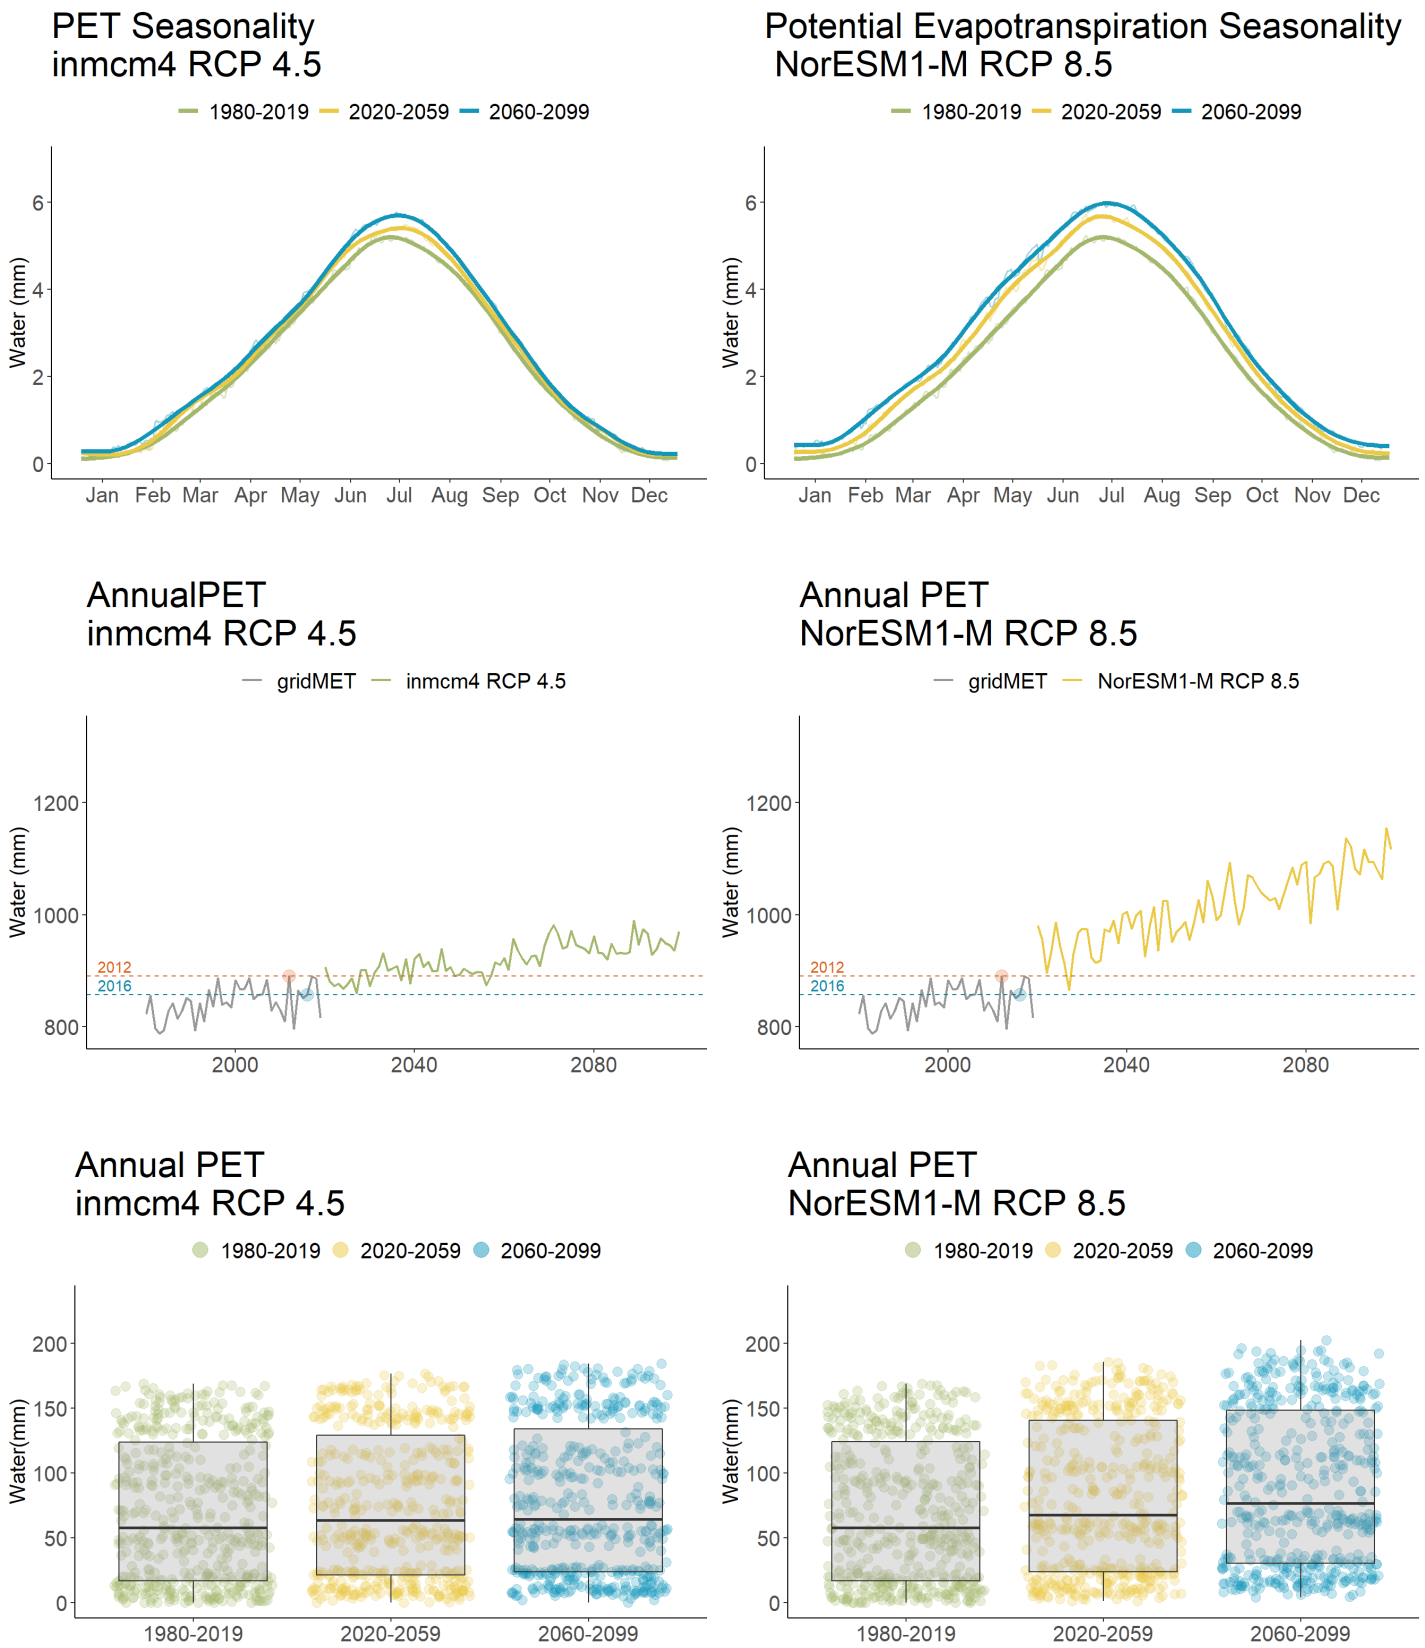 PET Seasonality
inmcm4 RCP 4.5
1980-2019 2020-2059 2060-2099
Water (mm)
6
4
2
0
Jan Feb Mar Apr May Jun Jul Aug Sep Oct Nov Dec
Potential Evapotranspiration Seasonality
NorESM1-M RCP 8.5
1980-2019 2020-2059 2060-2099
Water (mm)
6
4
2
0
Jan Feb Mar Apr May Jun Jul Aug Sep Oct Nov Dec
AnnualPET
inmcm4 RCP 4.5
gridMET inmcm4 RCP 4.5
Water (mm)
1200
1000
2012
2016
800
2000 2040 2080
Annual PET
NorESM1-M RCP 8.5
gridMET NorESM1-M RCP 8.5
Water (mm)
1200
1000
2012
2016
800
2000 2040 2080
Annual PET
inmcm4 RCP 4.5
1980-2019 2020-2059 2060-2099
Water(mm)
200
150
100
50
0
1980-2019 2020-2059 2060-2099
Annual PET
NorESM1-M RCP 8.5
1980-2019 2020-2059 2060-2099
Water(mm)
200
150
100
50
0
1980-2019 2020-2059 2060-2099